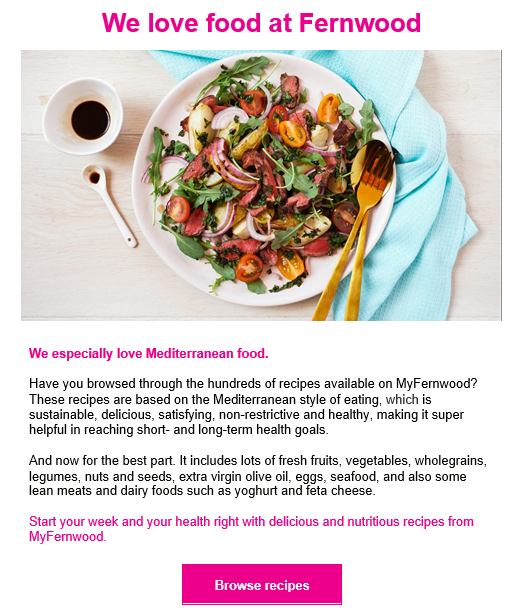 We love food at Fernwood
We especially love Mediterranean food.
Have you browsed through the hundreds of recipes available on MyFernwood?
These recipes are based on the Mediterranean style of eating, which is
sustainable, delicious, satisfying, non-restrictive and healthy, making it super
helpful in reaching short- and long-term health goals.
And now for the best part. It includes lots of fresh fruits, vegetables, wholegrains,
legumes, nuts and seeds, extra virgin olive oil, eggs, seafood, and also some
lean meats and dairy foods such as yoghurt and feta cheese.
Start your week and your health right with delicious and nutritious recipes from
MyFernwood.
Browse recipes